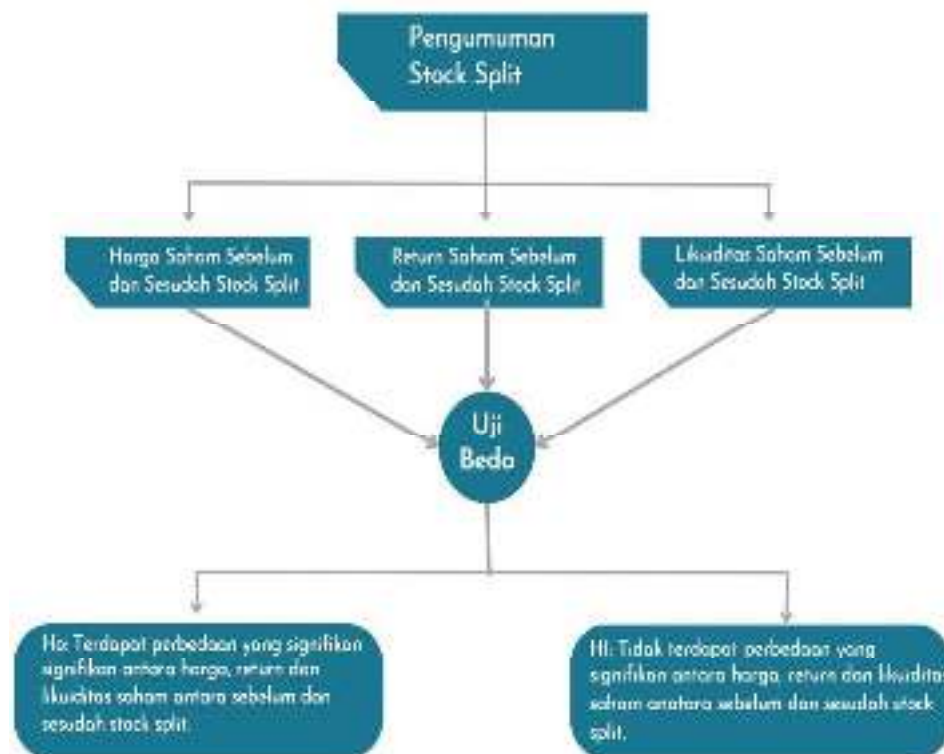 Pengumuman
Stock Split
Harga Saham Sebelum
dan Sesudah Stock Split
Return Saham Sebelum
dan Sesudah Stock Split
Likuiditas Saham Sebelum
dan Sesudah Stock Split
Uji
Beda
Ho: Terdapat perbedaan yang signifikan
signifikan antara harga, return dan
likuiditas saham antara sebelum dan
sesudah stock split.
H1: Tidak terdapat perbedaan yang
signifikan antara harga, return dan likuiditas
saham anatara sebelum dan sesudah stock
split.